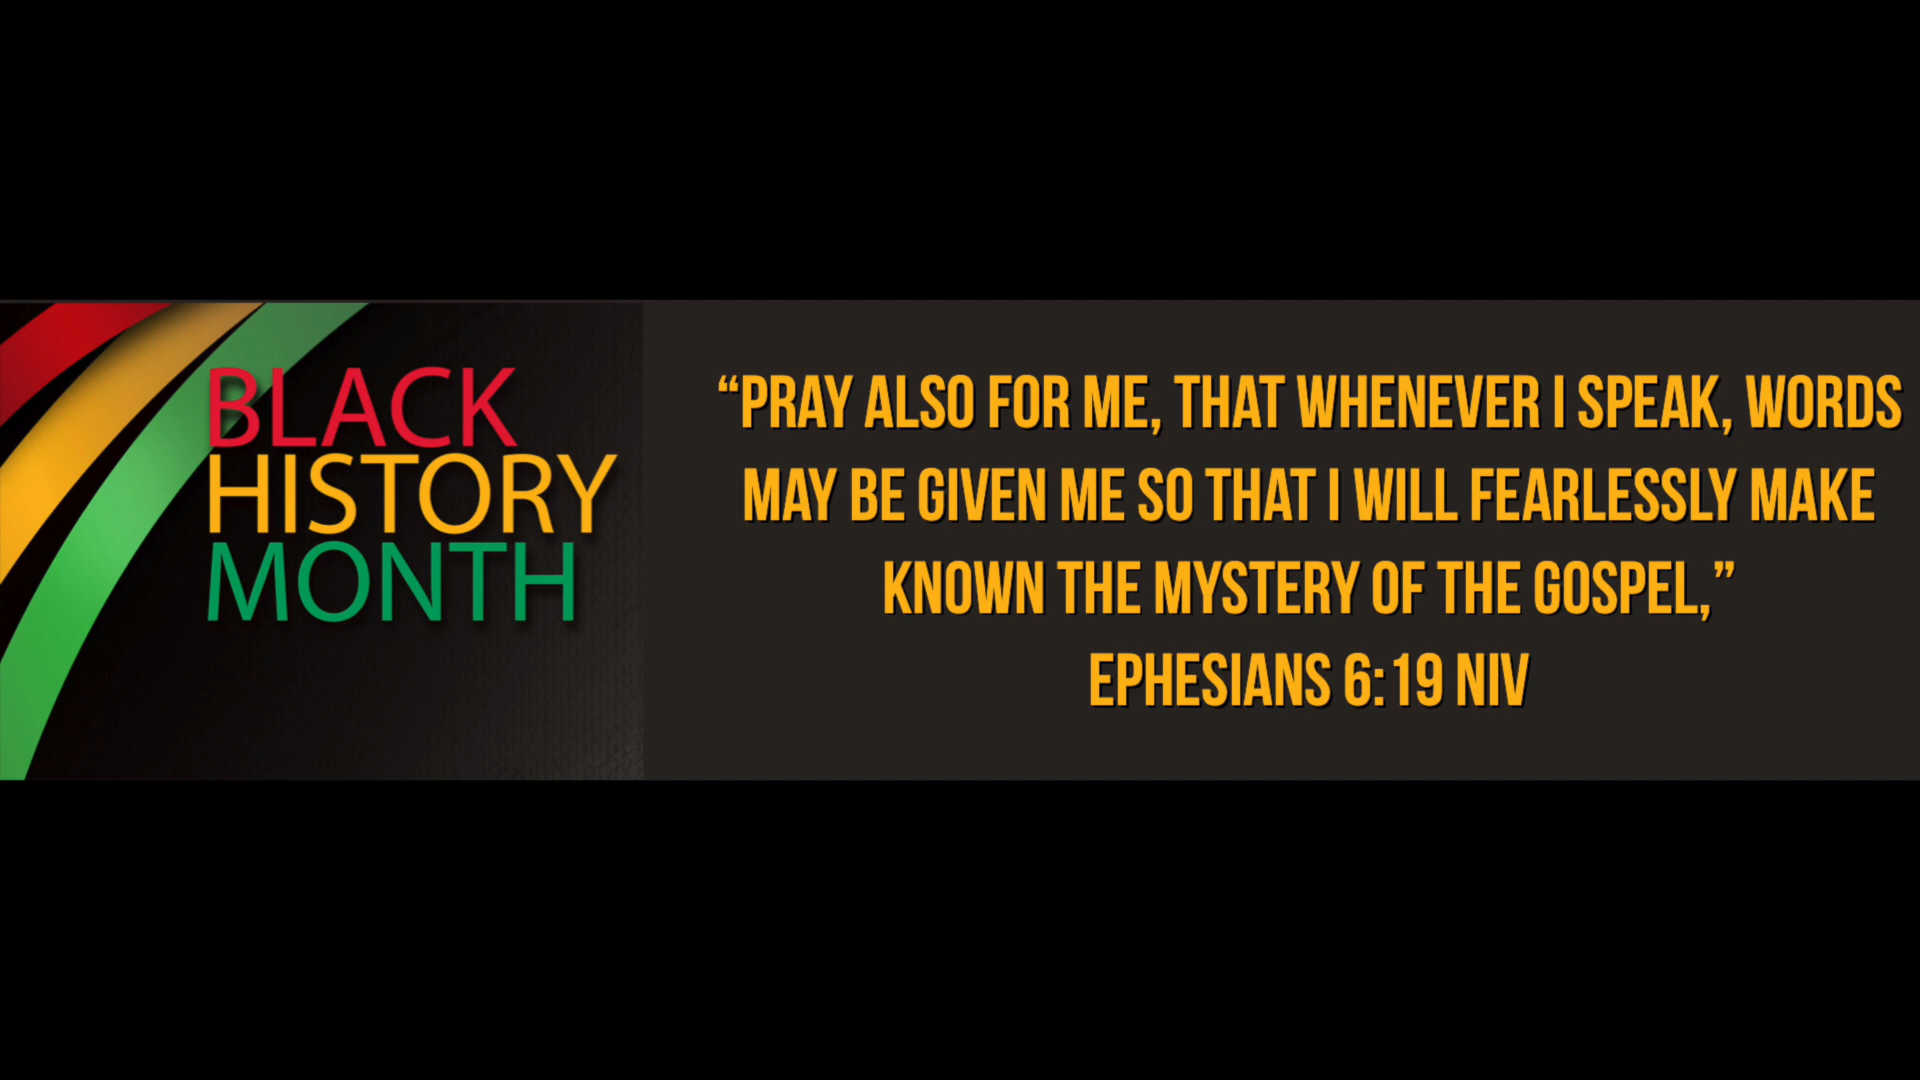 BLACK
HISTORY
MONTH
“PRAY ALSO FOR ME, THAT WHENEVER I SPEAK, WORDS
MAY BE GIVEN ME SO THAT I WILL FEARLESSLY MAKE
KNOWN THE MYSTERY OF THE GOSPEL,”
EPHESIANS 6:19 NIV